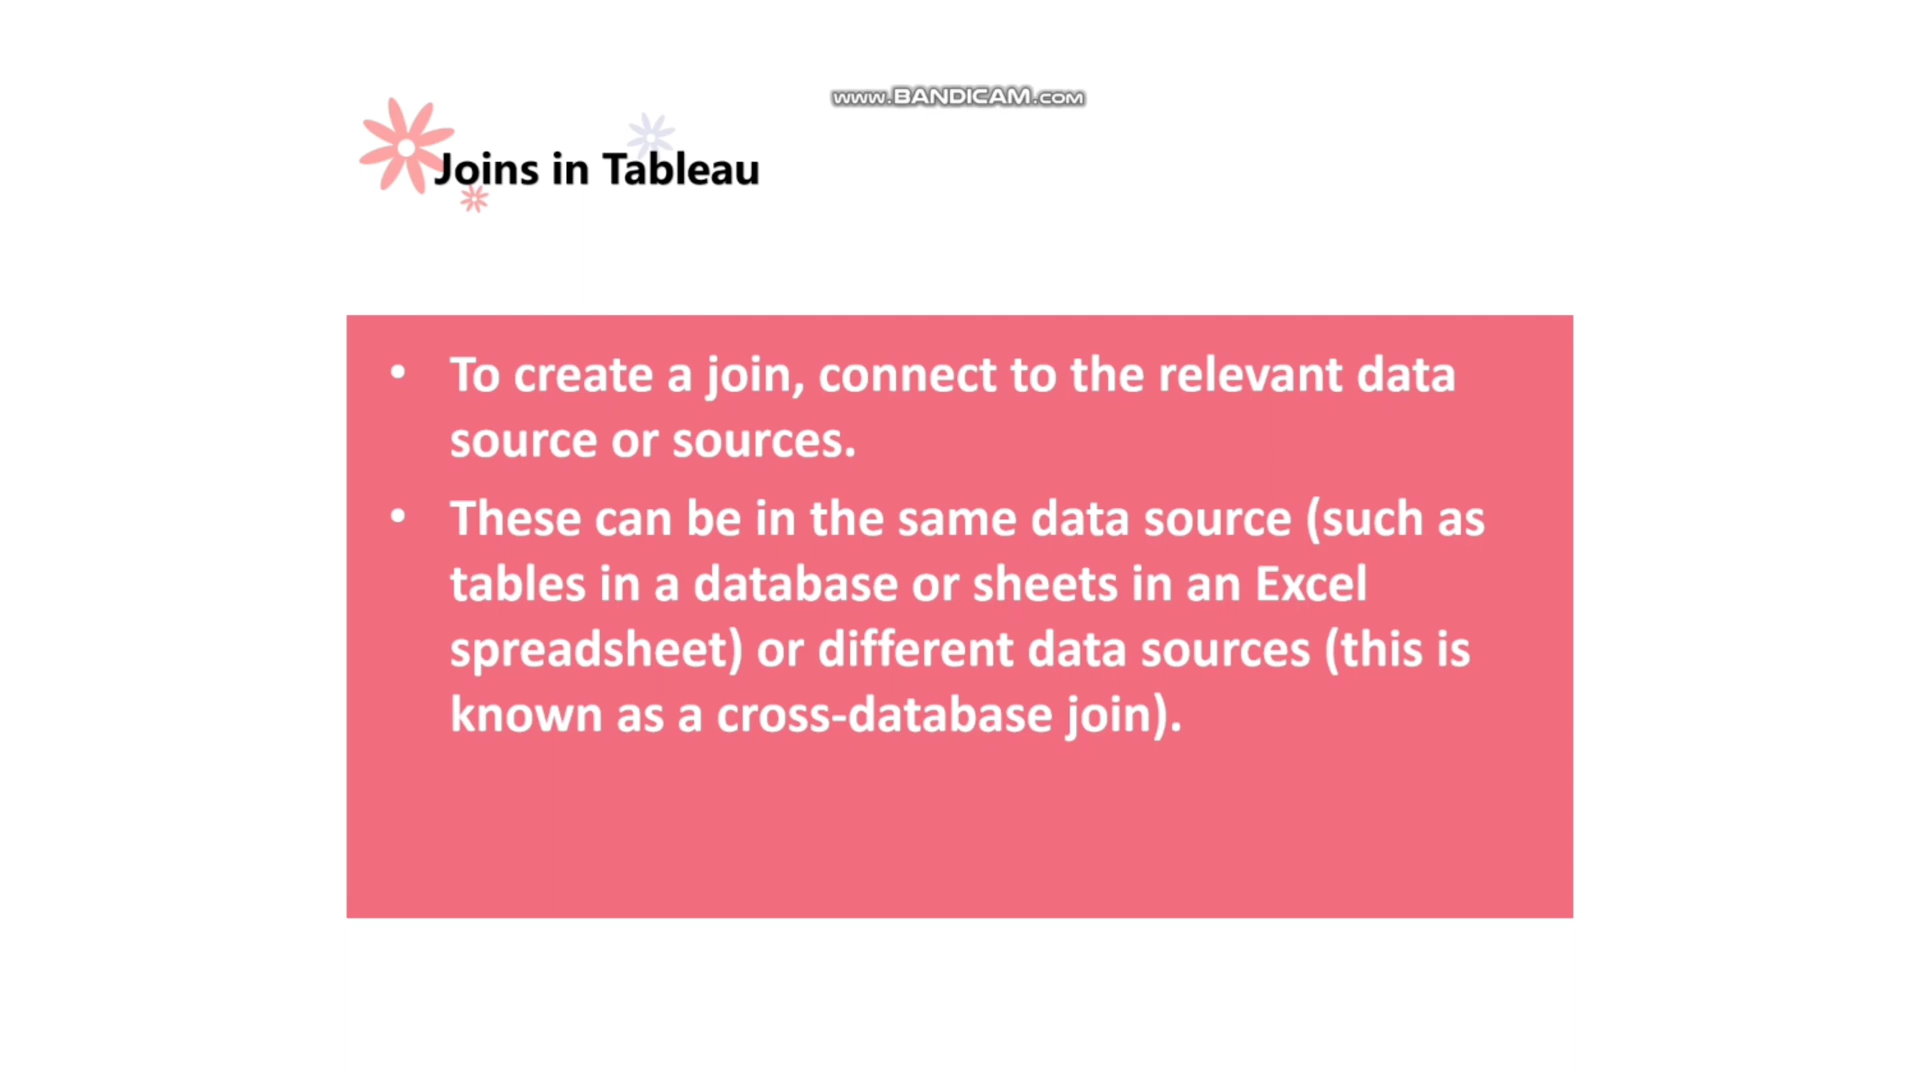 www.BANDICAM.com
Joins in Tableau
• To create a join, connect to the relevant data
source or sources.
• These can be in the same data source (such as
tables in a database or sheets in an Excel
spreadsheet) or different data sources (this is
known as a cross-database join).